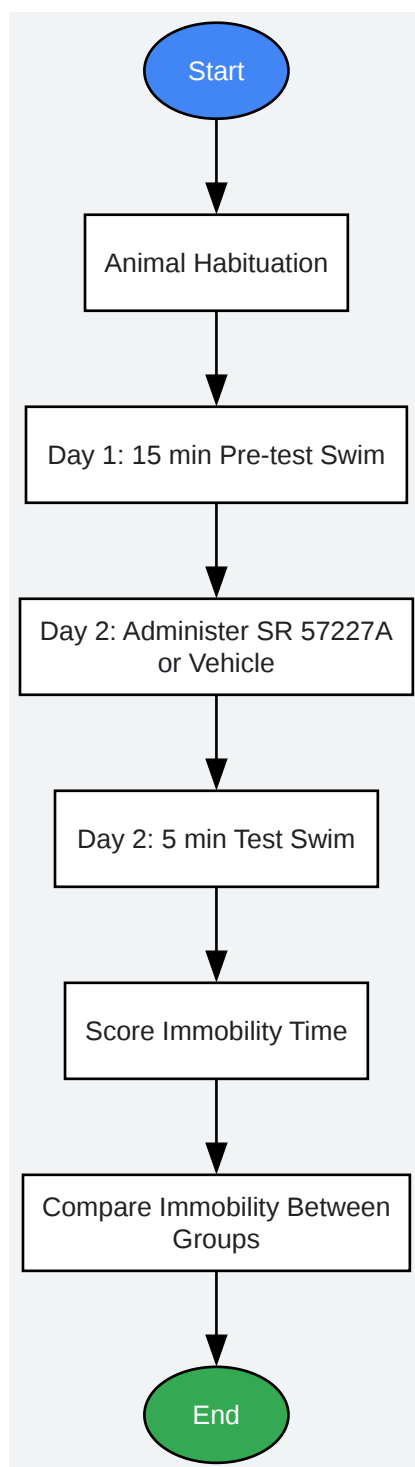 Start
Animal Habituation
Day 1: 15 min Pre-test Swim
Day 2: Administer SR 57227A
or Vehicle
Day 2: 5 min Test Swim
Score Immobility Time
Compare Immobility Between
Groups
End